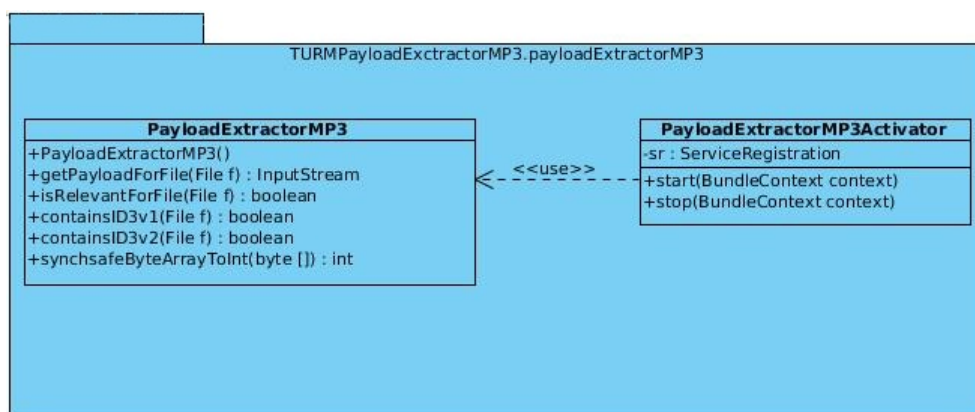 TURMPayloadExctractorMP3.payloadExtractorMP3
PayloadExtractorMP3
+PayloadExtractorMP3()
+getPayloadForFile(File f) : InputStream
+isRelevantForFile(File f) : boolean
+containsID3v1(File f) : boolean
+containsID3v2(File f) : boolean
+synchsafeByteArrayToInt(byte []) : int
<<use>>
PayloadExtractorMP3Activator
-sr : ServiceRegistration
+start(BundleContext context)
+stop(BundleContext context)